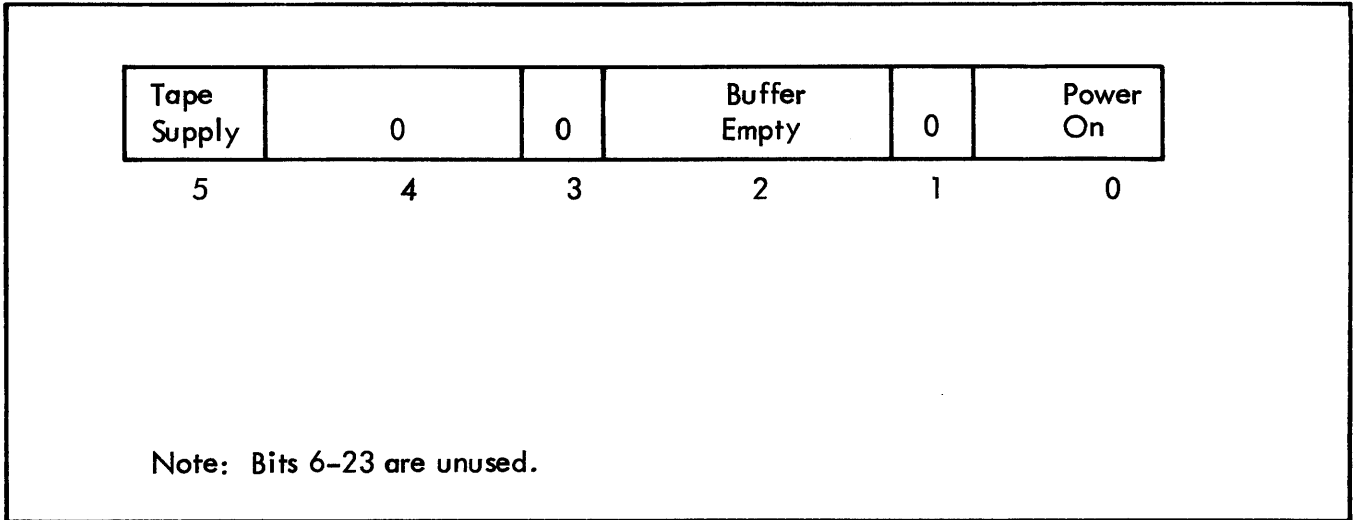 Tape Buffer Power
Supply 0 0 Empty 0 On
5 4 3 2 1 0
Note: Bits 6-23 are unused.